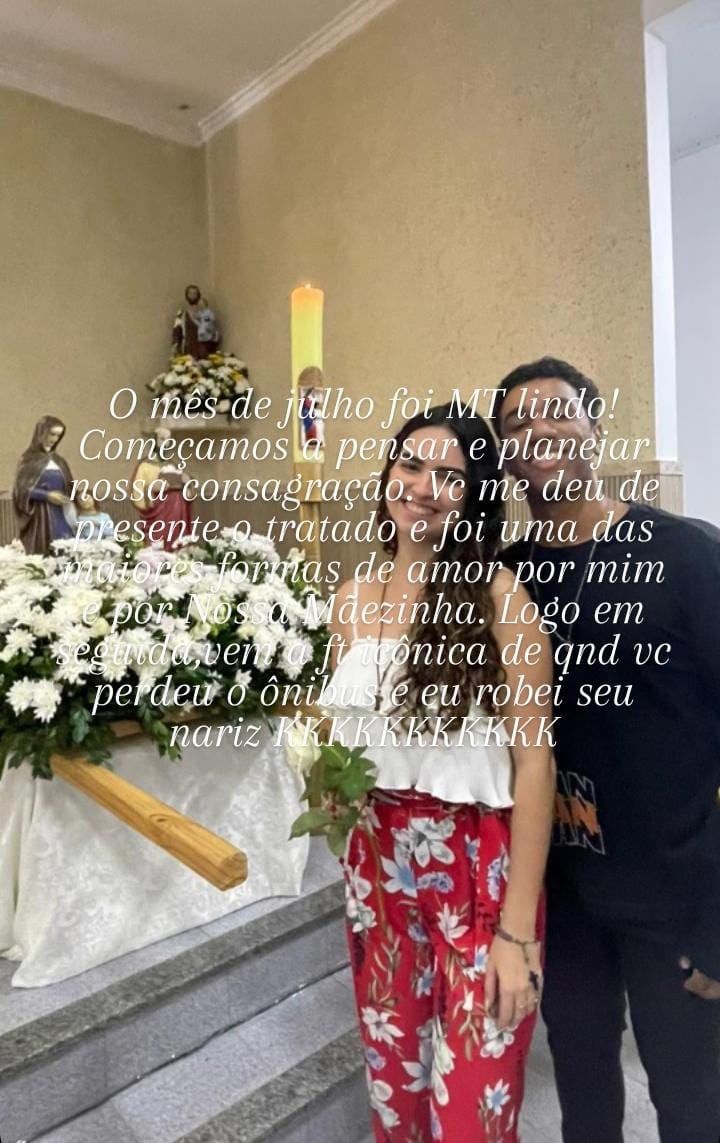 O mês de julho foi MT lindo!
Começamos a pensar e planejar
nossa consagração. Vc me deu de
presente o tratado e foi uma das
maiores formas de amor por mim
e por Nossa Mãezinha. Logo em
seguida,vem a ft icônica de qnd vc
perdeu o ônibus e eu robei seu
nariz KKKKKKKKKKK